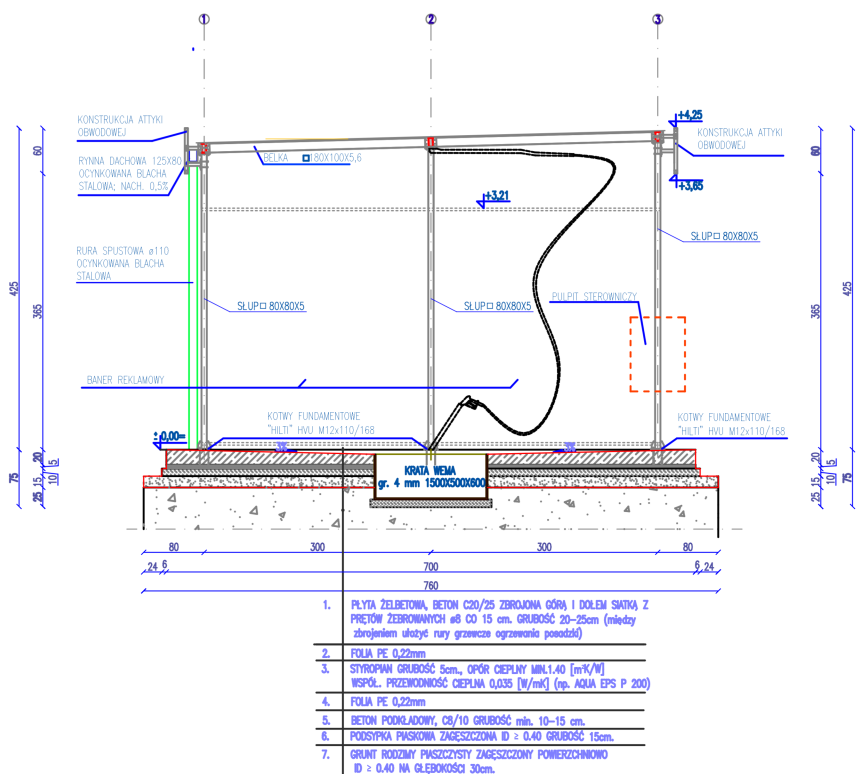 1
2
3
KONSTRUKCJA ATTYKI
OBWODOWEJ
RYNNA DACHOWA 125X80
OCYNKOWANA BLACHA
STALOWA; NACH. 0,5%
BELKA 180X100X5,6
+4,25
KONSTRUKCJA ATTYKI
OBWODOWEJ
+3,65
+3,21
RURA SPUSTOWA ø110
OCYNKOWANA BLACHA
STALOWA
SŁUP□ 80X80X5
SŁUP□ 80X80X5
SŁUP□ 80X80X5
PULPIT STEROWNICZY
BANER REKLAMOWY
KOTWY FUNDAMENTOWE
"HILTI" HVU M12x110/168
KOTWY FUNDAMENTOWE
"HILTI" HVU M12x110/168
± 0,00=
KRATA WEMA
gr. 4 mm 1500X500X600
60
425
365
20
75
5
10
15
25
60
425
365
20
75
5
10
15
25
80 300 300 80
24 6 700 6 24
760
1. PŁYTA ŻELBETOWA, BETON C20/25 ZBROJONA GÓRĄ I DOŁEM SIATKĄ Z
PRĘTÓW ŻEBROWANYCH ø8 CO 15 cm. GRUBOŚĆ 20-25cm (między
zbrojeniem ułożyć rury grzewcze ogrzewania posadzki)
2. FOLIA PE 0,22mm
3. STYROPIAN GRUBOŚĆ 5cm., OPÓR CIEPLNY MIN.1.40 [m²K/W]
WSPÓŁ. PRZEWODNOŚĆ CIEPLNA 0,035 [W/mK] (np. AQUA EPS P 200)
4. FOLIA PE 0,22mm
5. BETON PODKŁADOWY, C8/10 GRUBOŚĆ min. 10-15 cm.
6. PODSYPKA PIASKOWA ZAGĘSZCZONA ID ≥ 0.40 GRUBOŚĆ 15cm.
7. GRUNT RODZIMY PIASZCZYSTY ZAGĘSZCZONY POWIERZCHNIOWO
ID ≥ 0.40 NA GŁĘBOKOŚCI 30cm.